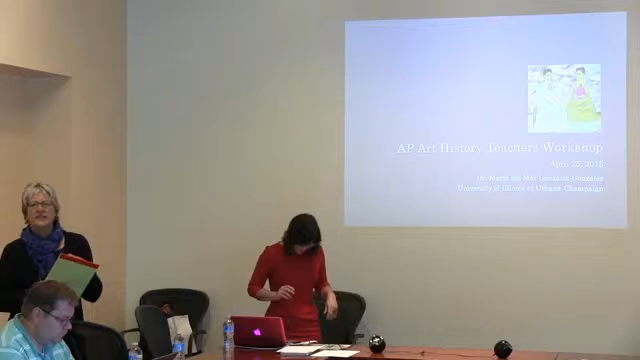 AP Art History Teachers Workshop
April 25, 2015
Dr. Maria del Mar González-González
University of Illinois at Urbana-Champaign